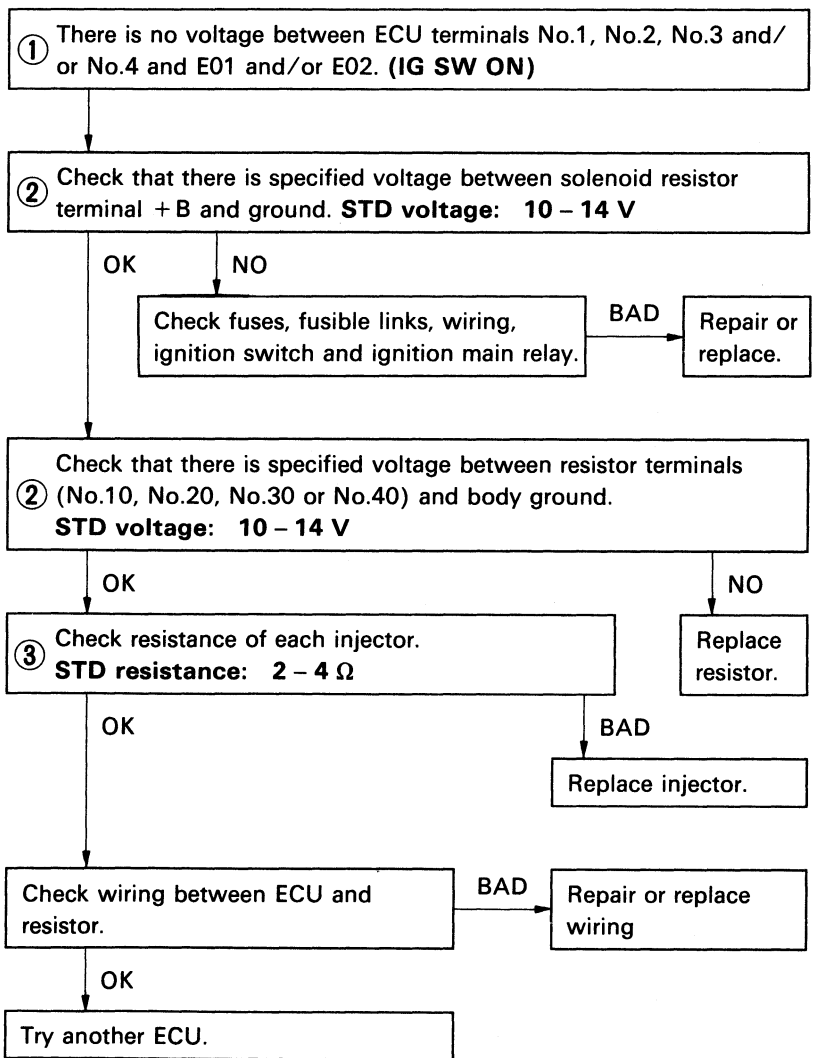 ① There is no voltage between ECU terminals No.1, No.2, No.3 and/
or No.4 and E01 and/or E02. (IG SW ON)
② Check that there is specified voltage between solenoid resistor
terminal +B and ground. STD voltage: 10 – 14 V
OK NO
Check fuses, fusible links, wiring,
ignition switch and ignition main relay.
BAD
Repair or
replace.
Check that there is specified voltage between resistor terminals
② (No.10, No.20, No.30 or No.40) and body ground.
STD voltage: 10 – 14 V
OK NO
③ Check resistance of each injector.
STD resistance: 2 – 4 Ω
Replace
resistor.
OK BAD
Replace injector.
Check wiring between ECU and
resistor.
BAD
Repair or replace
wiring
OK
Try another ECU.